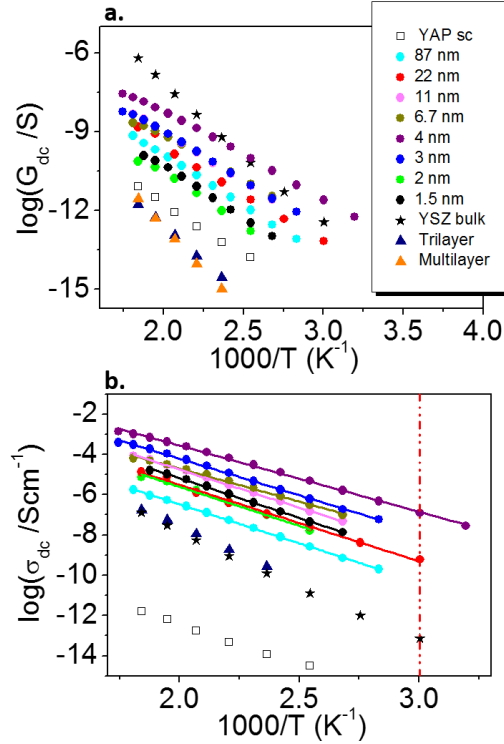 a.
-6
-9
-12
-15
log(G_dc /S)
2.0 2.5 3.0 3.5 4.0
1000/T (K⁻¹)
YAP sc
87 nm
22 nm
11 nm
6.7 nm
4 nm
3 nm
2 nm
1.5 nm
YSZ bulk
Trilayer
Multilayer
b.
-2
-4
-6
-8
-10
-12
-14
log(σ_dc /Scm⁻¹)
2.0 2.5 3.0
1000/T (K⁻¹)